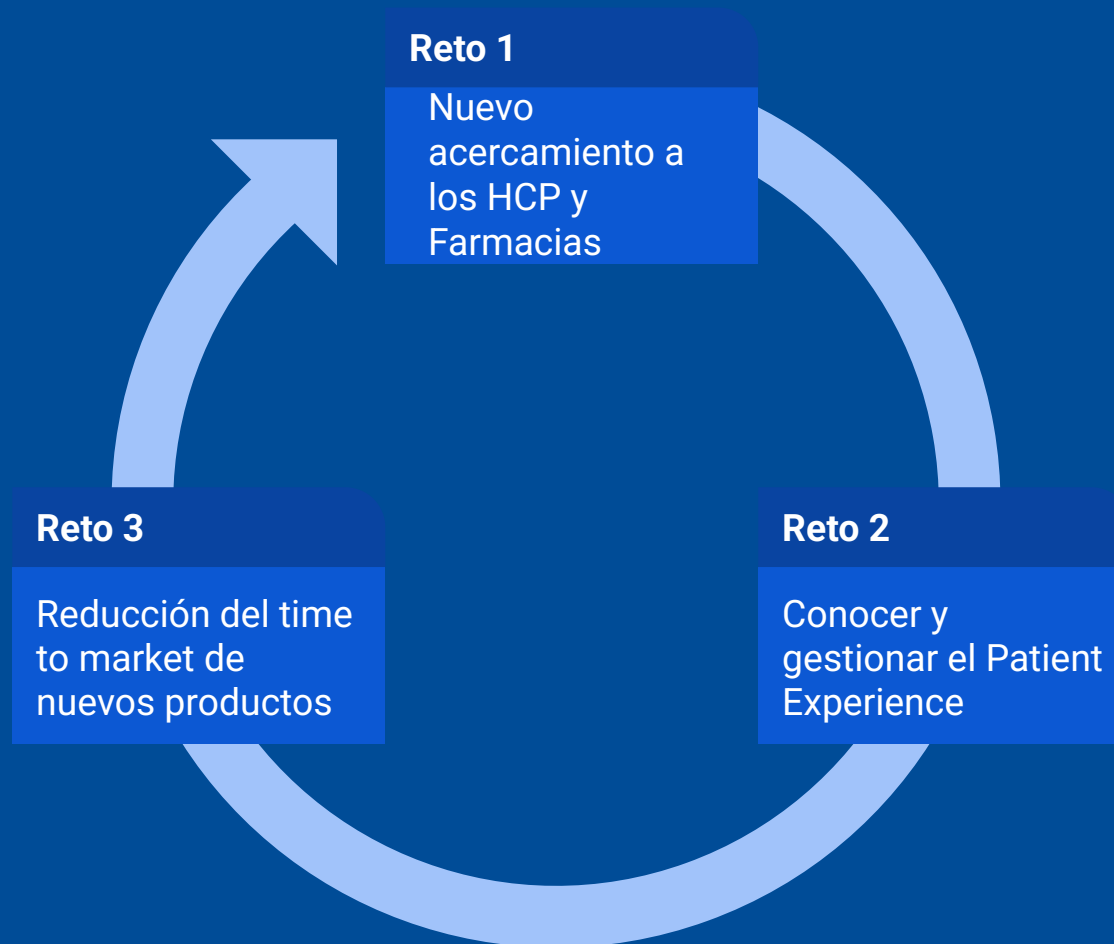 Reto 1
Nuevo
acercamiento a
los HCP y
Farmacias
Reto 3
Reducción del time
to market de
nuevos productos
Reto 2
Conocer y
gestionar el Patient
Experience